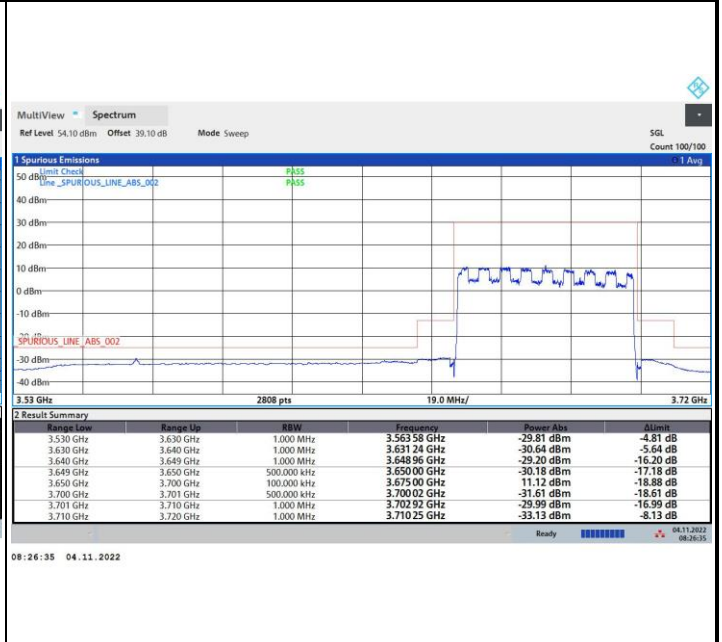 MultiView Spectrum
Ref Level 54.10 dBm Offset 39.10 dB Mode Sweep SGL
Count 100/100
1 Spurious Emissions 1 Avg
50 dBm Limit Check PASS
Line _SPURIOUS_LINE_ABS_002 PASS
40 dBm
30 dBm
20 dBm
10 dBm
0 dBm
-10 dBm
-20 dBm
SPURIOUS_LINE_ABS_002
-30 dBm
-40 dBm
3.53 GHz 2808 pts 19.0 MHz/ 3.72 GHz
2 Result Summary
Range Low Range Up RBW Frequency Power Abs ΔLimit
3.530 GHz 3.630 GHz 1.000 MHz 3.563 58 GHz -29.81 dBm -4.81 dB
3.630 GHz 3.640 GHz 1.000 MHz 3.631 24 GHz -30.64 dBm -5.64 dB
3.640 GHz 3.649 GHz 1.000 MHz 3.648 96 GHz -29.20 dBm -16.20 dB
3.649 GHz 3.650 GHz 500.000 kHz 3.650 00 GHz -30.18 dBm -17.18 dB
3.650 GHz 3.700 GHz 100.000 kHz 3.675 00 GHz 11.12 dBm -18.88 dB
3.700 GHz 3.701 GHz 500.000 kHz 3.700 02 GHz -31.61 dBm -18.61 dB
3.701 GHz 3.710 GHz 1.000 MHz 3.702 92 GHz -29.99 dBm -16.99 dB
3.710 GHz 3.720 GHz 1.000 MHz 3.710 25 GHz -33.13 dBm -8.13 dB
Ready 04.11.2022
08:26:35
08:26:35 04.11.2022